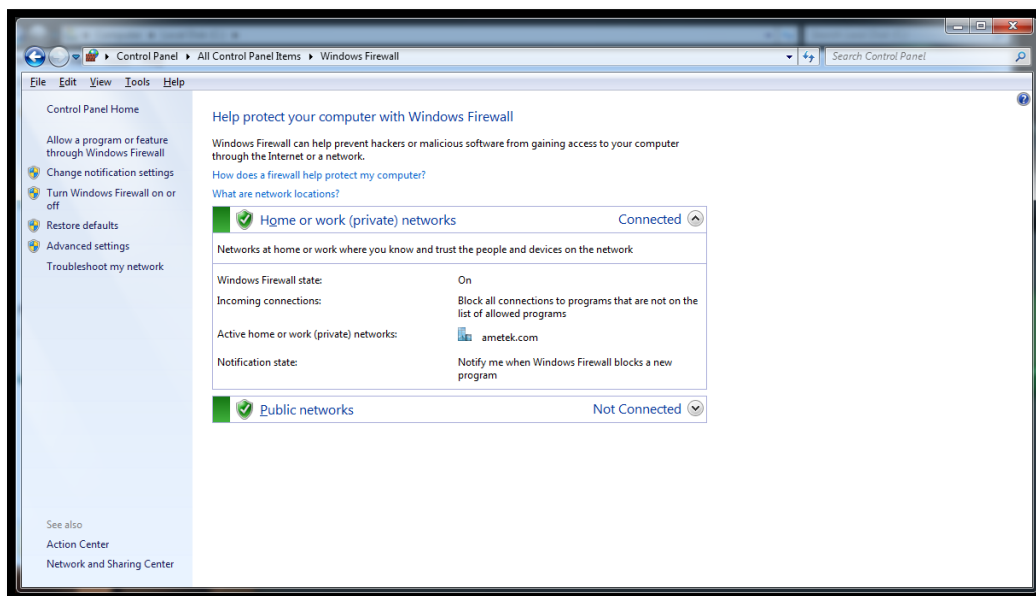 Control Panel ▸ All Control Panel Items ▸ Windows Firewall
Search Control Panel
File Edit View Tools Help
Control Panel Home
Allow a program or feature
through Windows Firewall
Change notification settings
Turn Windows Firewall on or
off
Restore defaults
Advanced settings
Troubleshoot my network
Help protect your computer with Windows Firewall
Windows Firewall can help prevent hackers or malicious software from gaining access to your computer
through the Internet or a network.
How does a firewall help protect my computer?
What are network locations?
Home or work (private) networks Connected
Networks at home or work where you know and trust the people and devices on the network
Windows Firewall state: On
Incoming connections: Block all connections to programs that are not on the
list of allowed programs
Active home or work (private) networks: ametek.com
Notification state: Notify me when Windows Firewall blocks a new
program
Public networks Not Connected
See also
Action Center
Network and Sharing Center